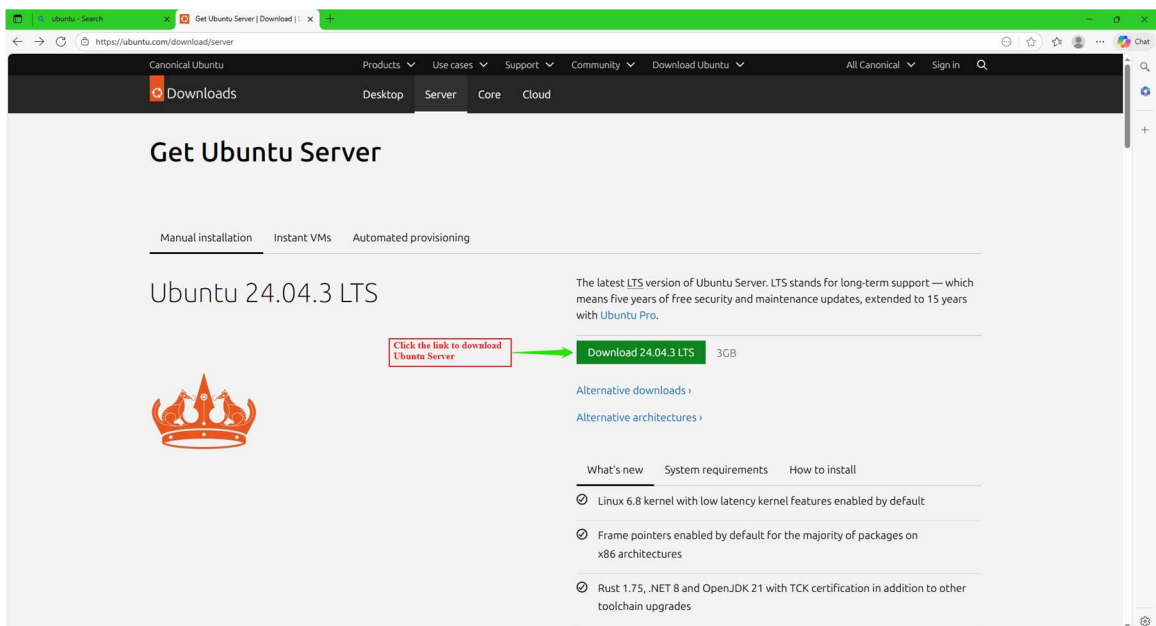 ubuntu - Search
Get Ubuntu Server | Download | U
https://ubuntu.com/download/server
Chat
Canonical Ubuntu
Products Use cases Support Community Download Ubuntu
All Canonical Sign in
Downloads
Desktop Server Core Cloud
Get Ubuntu Server
Manual installation Instant VMs Automated provisioning
Ubuntu 24.04.3 LTS
The latest LTS version of Ubuntu Server. LTS stands for long-term support — which
means five years of free security and maintenance updates, extended to 15 years
with Ubuntu Pro.
Click the link to download
Ubuntu Server
Download 24.04.3 LTS 3GB
Alternative downloads ›
Alternative architectures ›
What's new System requirements How to install
Linux 6.8 kernel with low latency kernel features enabled by default
Frame pointers enabled by default for the majority of packages on
x86 architectures
Rust 1.75, .NET 8 and OpenJDK 21 with TCK certification in addition to other
toolchain upgrades